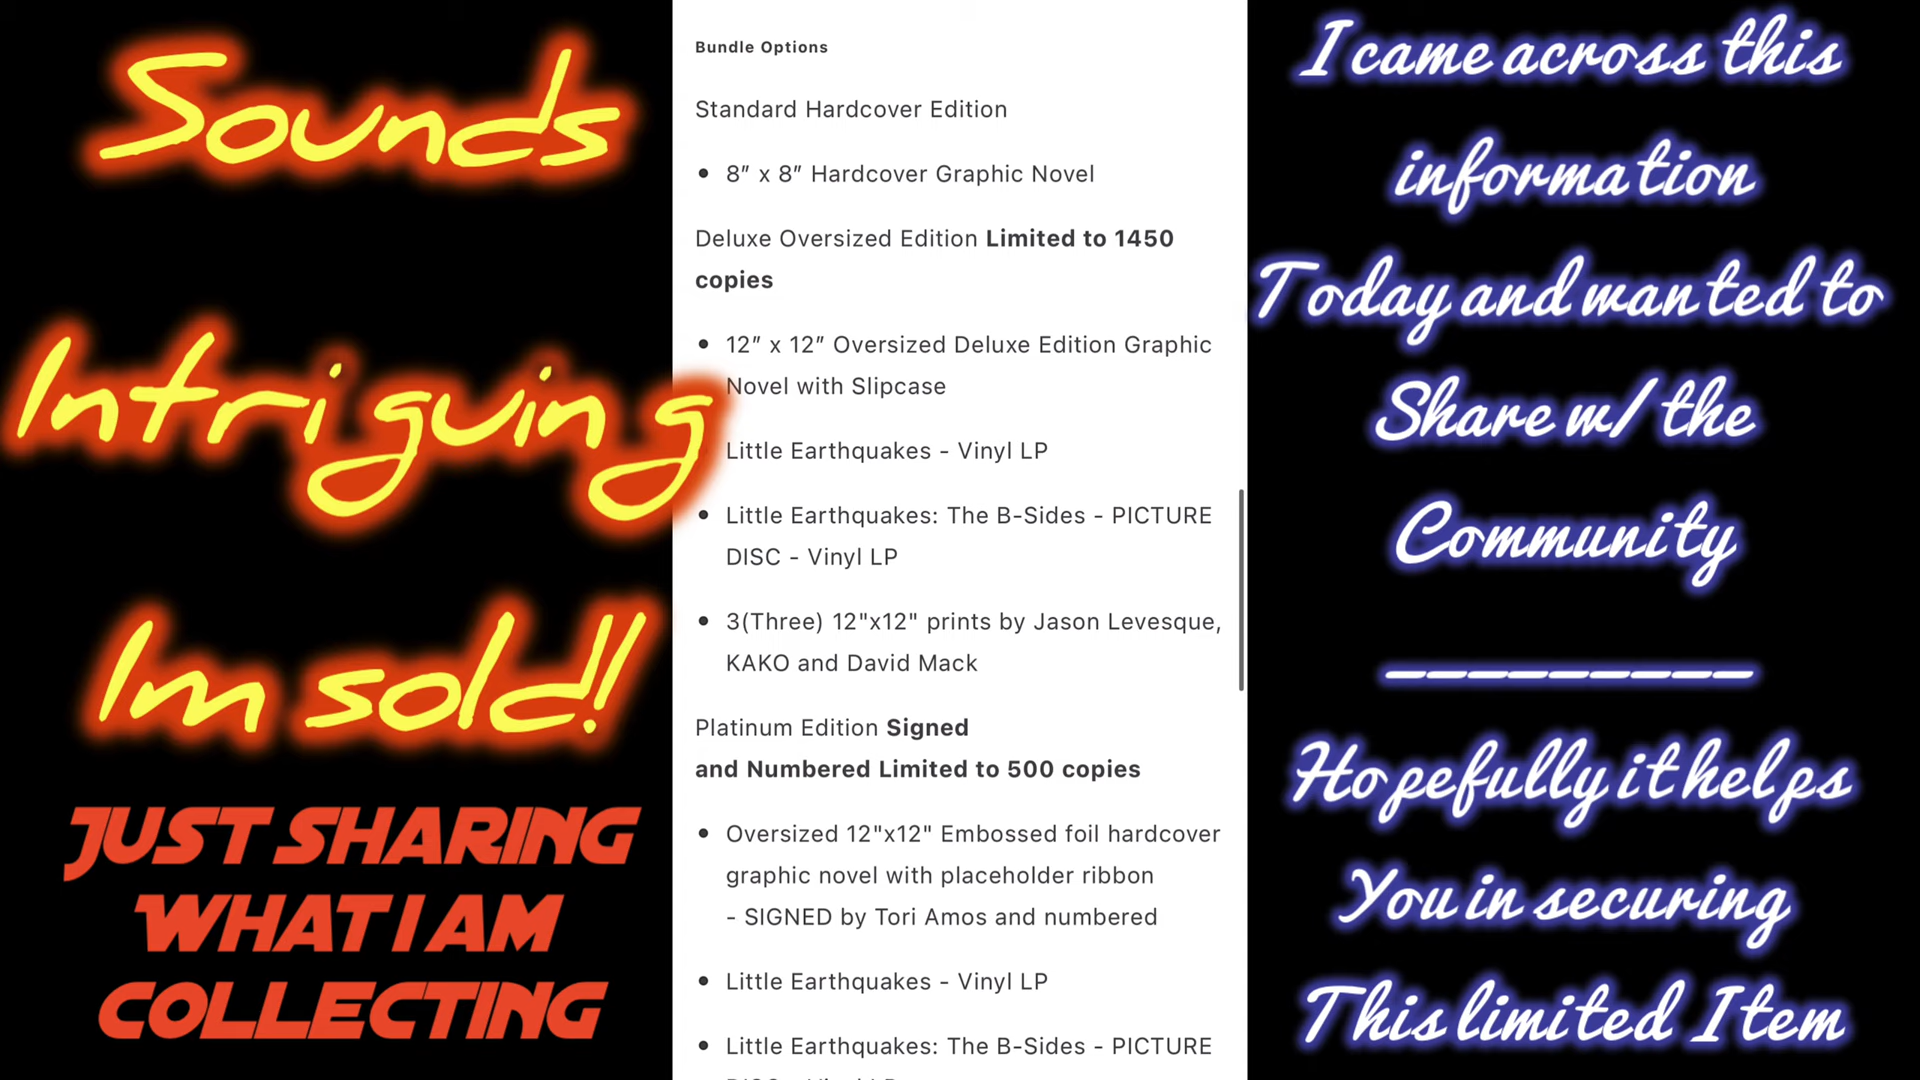 Sounds
Intriguing
Im sold!!
JUST SHARING
WHAT I AM
COLLECTING
Bundle Options
Standard Hardcover Edition
• 8” x 8” Hardcover Graphic Novel
Deluxe Oversized Edition Limited to 1450
copies
• 12” x 12” Oversized Deluxe Edition Graphic
Novel with Slipcase
Little Earthquakes - Vinyl LP
• Little Earthquakes: The B-Sides - PICTURE
DISC - Vinyl LP
• 3(Three) 12"x12" prints by Jason Levesque,
KAKO and David Mack
Platinum Edition Signed
and Numbered Limited to 500 copies
• Oversized 12"x12" Embossed foil hardcover
graphic novel with placeholder ribbon
- SIGNED by Tori Amos and numbered
• Little Earthquakes - Vinyl LP
• Little Earthquakes: The B-Sides - PICTURE
I came across this
information
Today and wanted to
Share w/ the
Community
__________
Hopefully it helps
You in securing
This limited Item